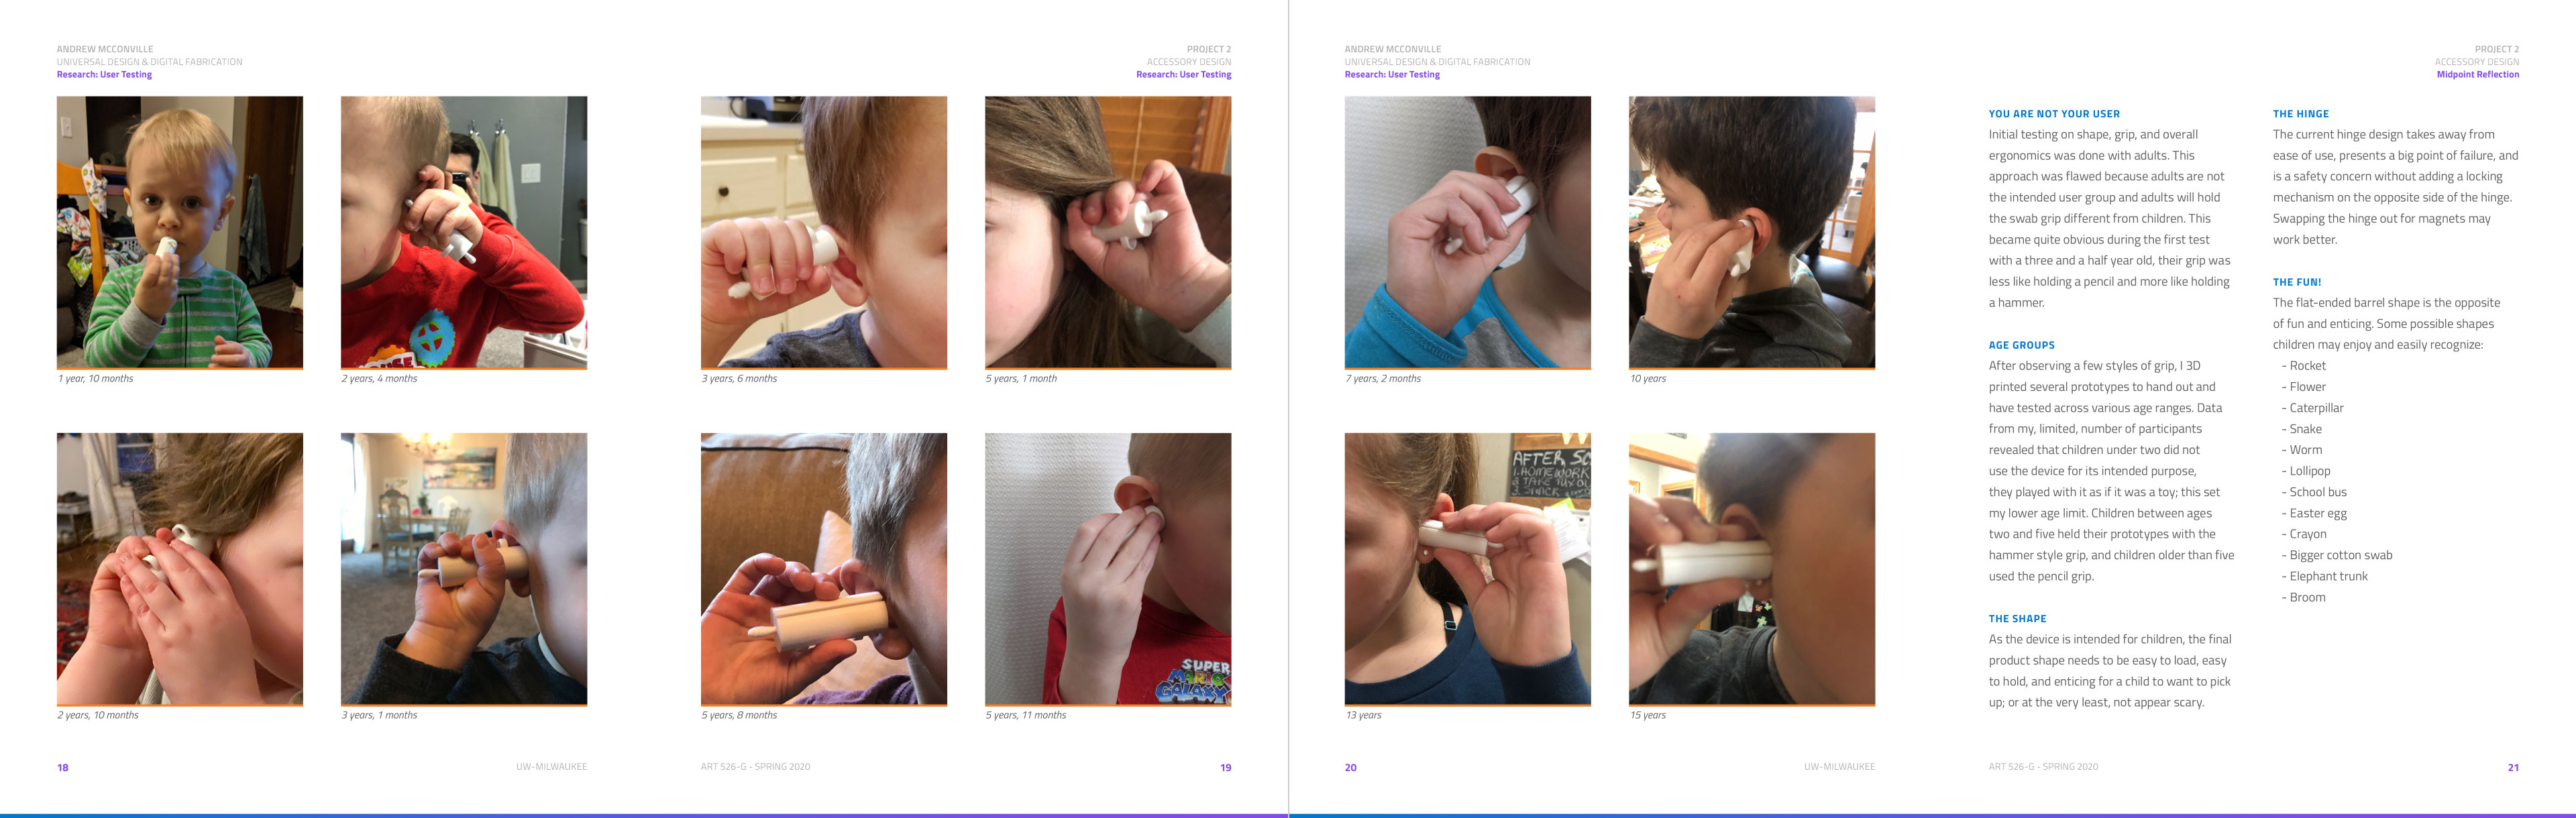 ANDREW MCCONVILLE
UNIVERSAL DESIGN & DIGITAL FABRICATION
Research: User Testing
PROJECT 2
ACCESSORY DESIGN
Research: User Testing
1 year, 10 months
2 years, 4 months
3 years, 6 months
5 years, 1 month
2 years, 10 months
3 years, 1 months
5 years, 8 months
SUPER
MARIO
GALAXY
5 years, 11 months
18
UW-MILWAUKEE
ART 526-G - SPRING 2020
19
ANDREW MCCONVILLE
UNIVERSAL DESIGN & DIGITAL FABRICATION
Research: User Testing
PROJECT 2
ACCESSORY DESIGN
Midpoint Reflection
7 years, 2 months
10 years
AFTER SC
1-HOMEWORK
13 years
15 years
YOU ARE NOT YOUR USER
Initial testing on shape, grip, and overall
ergonomics was done with adults. This
approach was flawed because adults are not
the intended user group and adults will hold
the swab grip different from children. This
became quite obvious during the first test
with a three and a half year old, their grip was
less like holding a pencil and more like holding
a hammer.
AGE GROUPS
After observing a few styles of grip, I 3D
printed several prototypes to hand out and
have tested across various age ranges. Data
from my, limited, number of participants
revealed that children under two did not
use the device for its intended purpose,
they played with it as if it was a toy; this set
my lower age limit. Children between ages
two and five held their prototypes with the
hammer style grip, and children older than five
used the pencil grip.
THE SHAPE
As the device is intended for children, the final
product shape needs to be easy to load, easy
to hold, and enticing for a child to want to pick
up; or at the very least, not appear scary.
THE HINGE
The current hinge design takes away from
ease of use, presents a big point of failure, and
is a safety concern without adding a locking
mechanism on the opposite side of the hinge.
Swapping the hinge out for magnets may
work better.
THE FUN!
The flat-ended barrel shape is the opposite
of fun and enticing. Some possible shapes
children may enjoy and easily recognize:
- Rocket
- Flower
- Caterpillar
- Snake
- Worm
- Lollipop
- School bus
- Easter egg
- Crayon
- Bigger cotton swab
- Elephant trunk
- Broom
20
UW-MILWAUKEE
ART 526-G - SPRING 2020
21